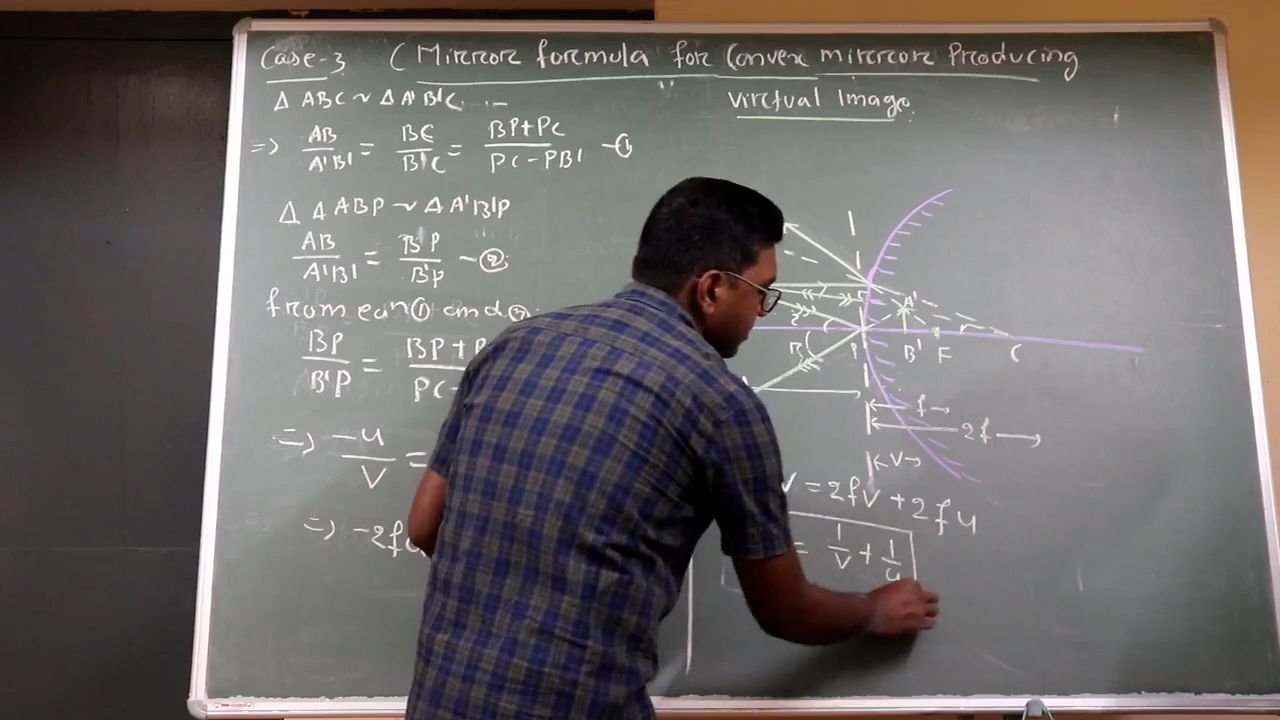 Case-3 ( Mirror formula for Convex mirror Producing
Virtual Image.
Δ ABC ~ Δ A'B'C
=> AB/A'B' = BC/B'C = BP+PC/PC-PB' -①
Δ ABP ~ Δ A'B'P
AB/A'B' = BP/B'P -②
from eqn ① and ②
BP/B'P = BP+P
PC-
=> -u/V =
=> -2fu
A'
P B' F C
f
2f
V
V = 2fV + 2fu
= 1/V + 1/u